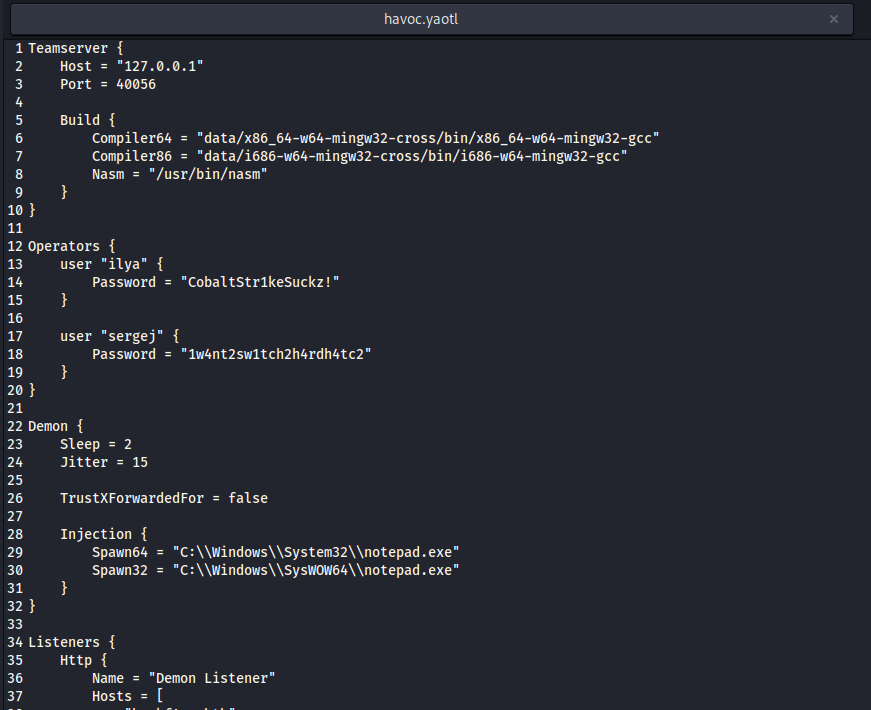 havoc.yaotl
×
1 Teamserver {
2     Host = "127.0.0.1"
3     Port = 40056
4
5     Build {
6         Compiler64 = "data/x86_64-w64-mingw32-cross/bin/x86_64-w64-mingw32-gcc"
7         Compiler86 = "data/i686-w64-mingw32-cross/bin/i686-w64-mingw32-gcc"
8         Nasm = "/usr/bin/nasm"
9     }
10 }
11
12 Operators {
13     user "ilya" {
14         Password = "CobaltStr1keSuckz!"
15     }
16
17     user "sergej" {
18         Password = "1w4nt2sw1tch2h4rdh4tc2"
19     }
20 }
21
22 Demon {
23     Sleep = 2
24     Jitter = 15
25
26     TrustXForwardedFor = false
27
28     Injection {
29         Spawn64 = "C:\\Windows\\System32\\notepad.exe"
30         Spawn32 = "C:\\Windows\\SysWOW64\\notepad.exe"
31     }
32 }
33
34 Listeners {
35     Http {
36         Name = "Demon Listener"
37         Hosts = [